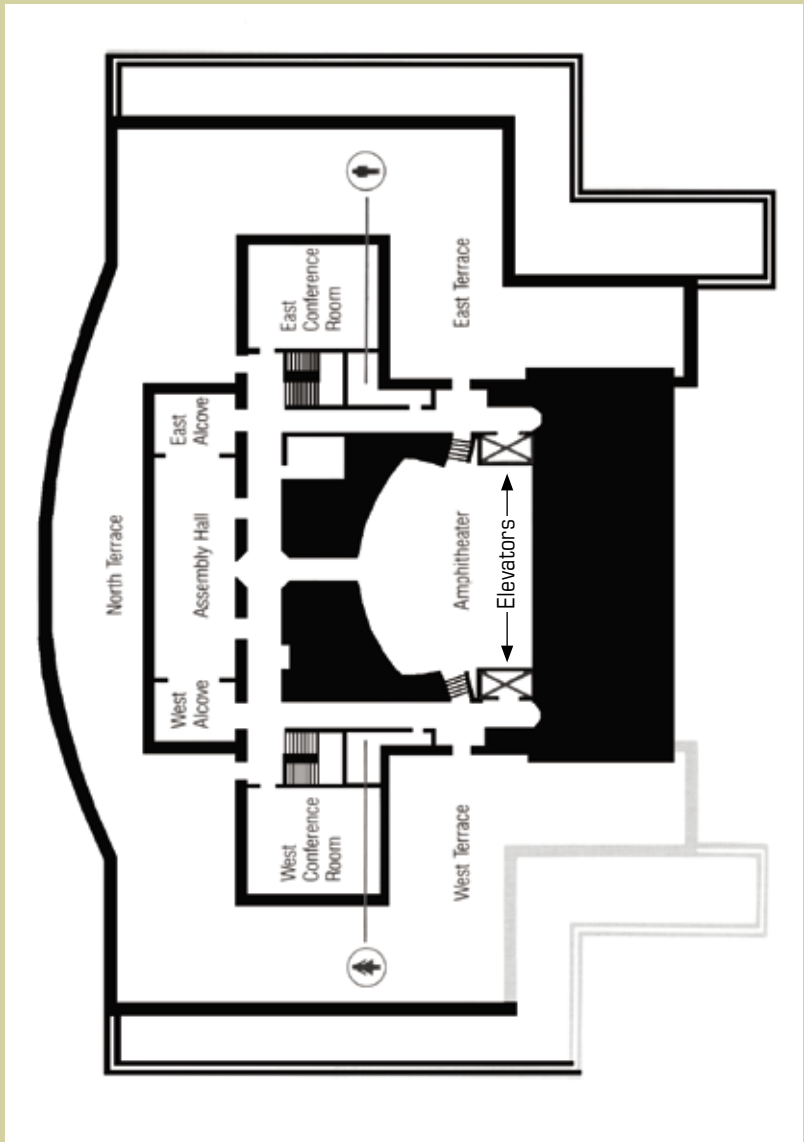 North Terrace
West
Alcove
Assembly Hall
East
Alcove
West
Conference
Room
East
Conference
Room
West Terrace
Amphitheater
East Terrace
Elevators